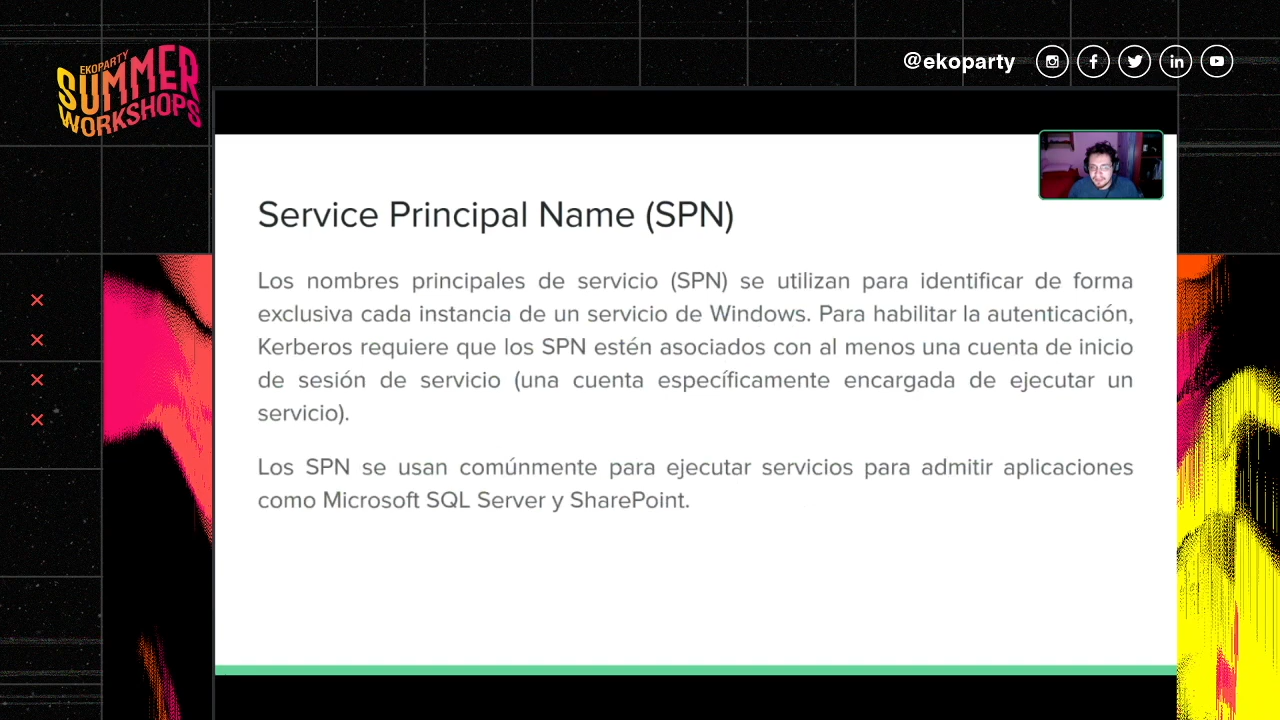 EKOPARTY
SUMMER
WORKSHOPS
@ekoparty
Service Principal Name (SPN)
Los nombres principales de servicio (SPN) se utilizan para identificar de forma
exclusiva cada instancia de un servicio de Windows. Para habilitar la autenticación,
Kerberos requiere que los SPN estén asociados con al menos una cuenta de inicio
de sesión de servicio (una cuenta específicamente encargada de ejecutar un
servicio).
Los SPN se usan comúnmente para ejecutar servicios para admitir aplicaciones
como Microsoft SQL Server y SharePoint.